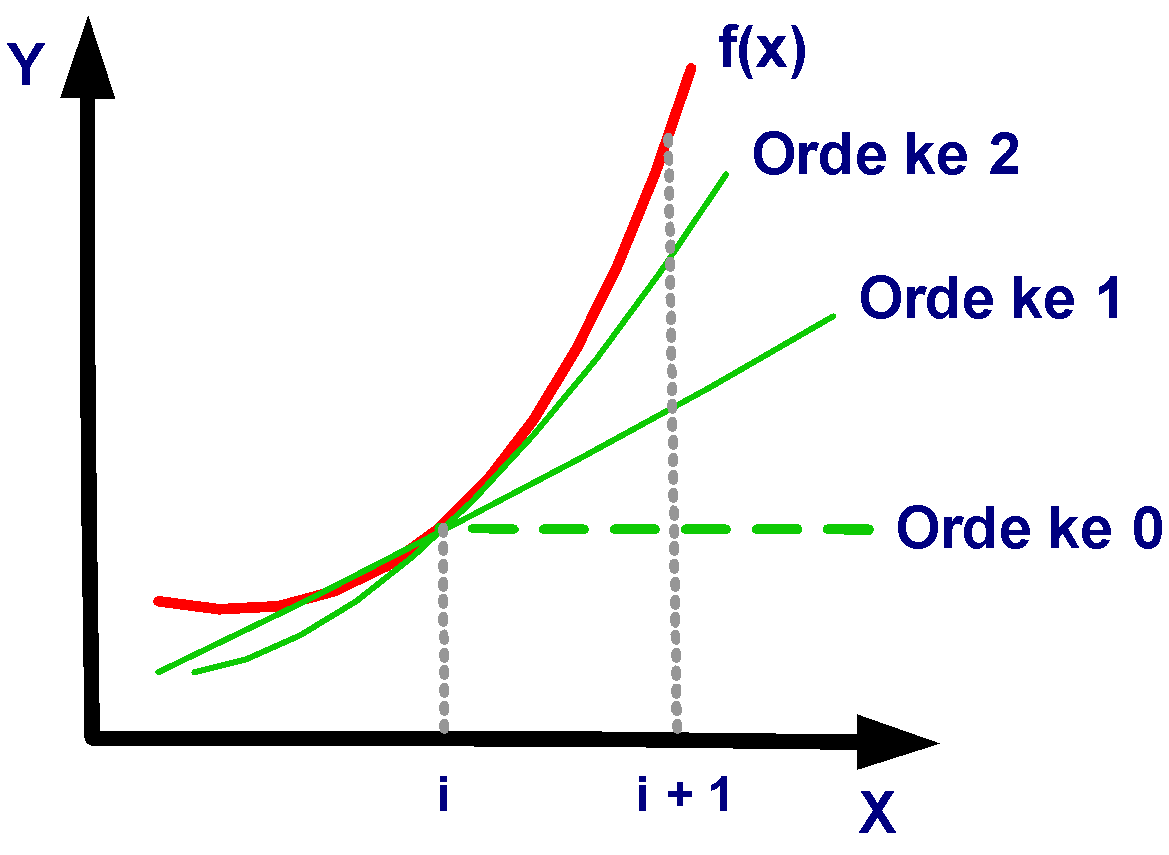 Y
f(x)
Orde ke 2
Orde ke 1
Orde ke 0
i
i + 1
X